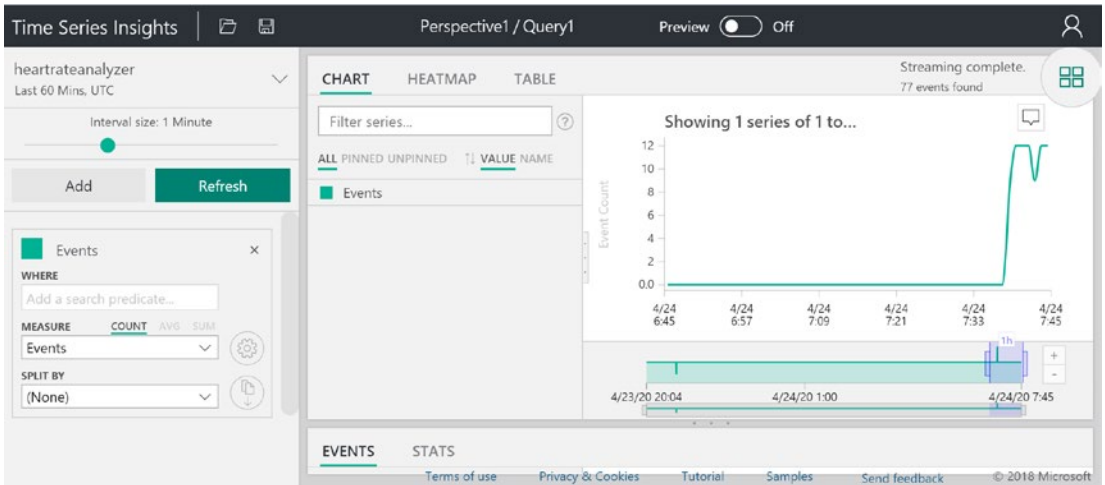 Time Series Insights
Perspective1 / Query1
Preview Off
heartrateanalyzer
Last 60 Mins, UTC
Interval size: 1 Minute
Add Refresh
Events ×
WHERE
Add a search predicate...
MEASURE COUNT AVG SUM
Events
SPLIT BY
(None)
CHART HEATMAP TABLE
Streaming complete.
77 events found
Filter series... ?
ALL PINNED UNPINNED VALUE NAME
Events
Showing 1 series of 1 to...
Event Count
12
10
8
6
4
2
0.0
4/24 4/24 4/24 4/24 4/24 4/24
6:45 6:57 7:09 7:21 7:33 7:45
1h
+
-
4/23/20 20:04 4/24/20 1:00 4/24/20 7:45
EVENTS STATS
Terms of use Privacy & Cookies Tutorial Samples Send feedback © 2018 Microsoft